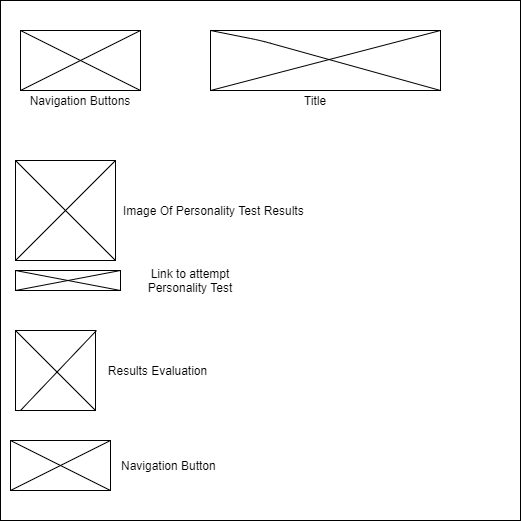 Navigation Buttons
Title
Image Of Personality Test Results
Link to attempt
Personality Test
Results Evaluation
Navigation Button